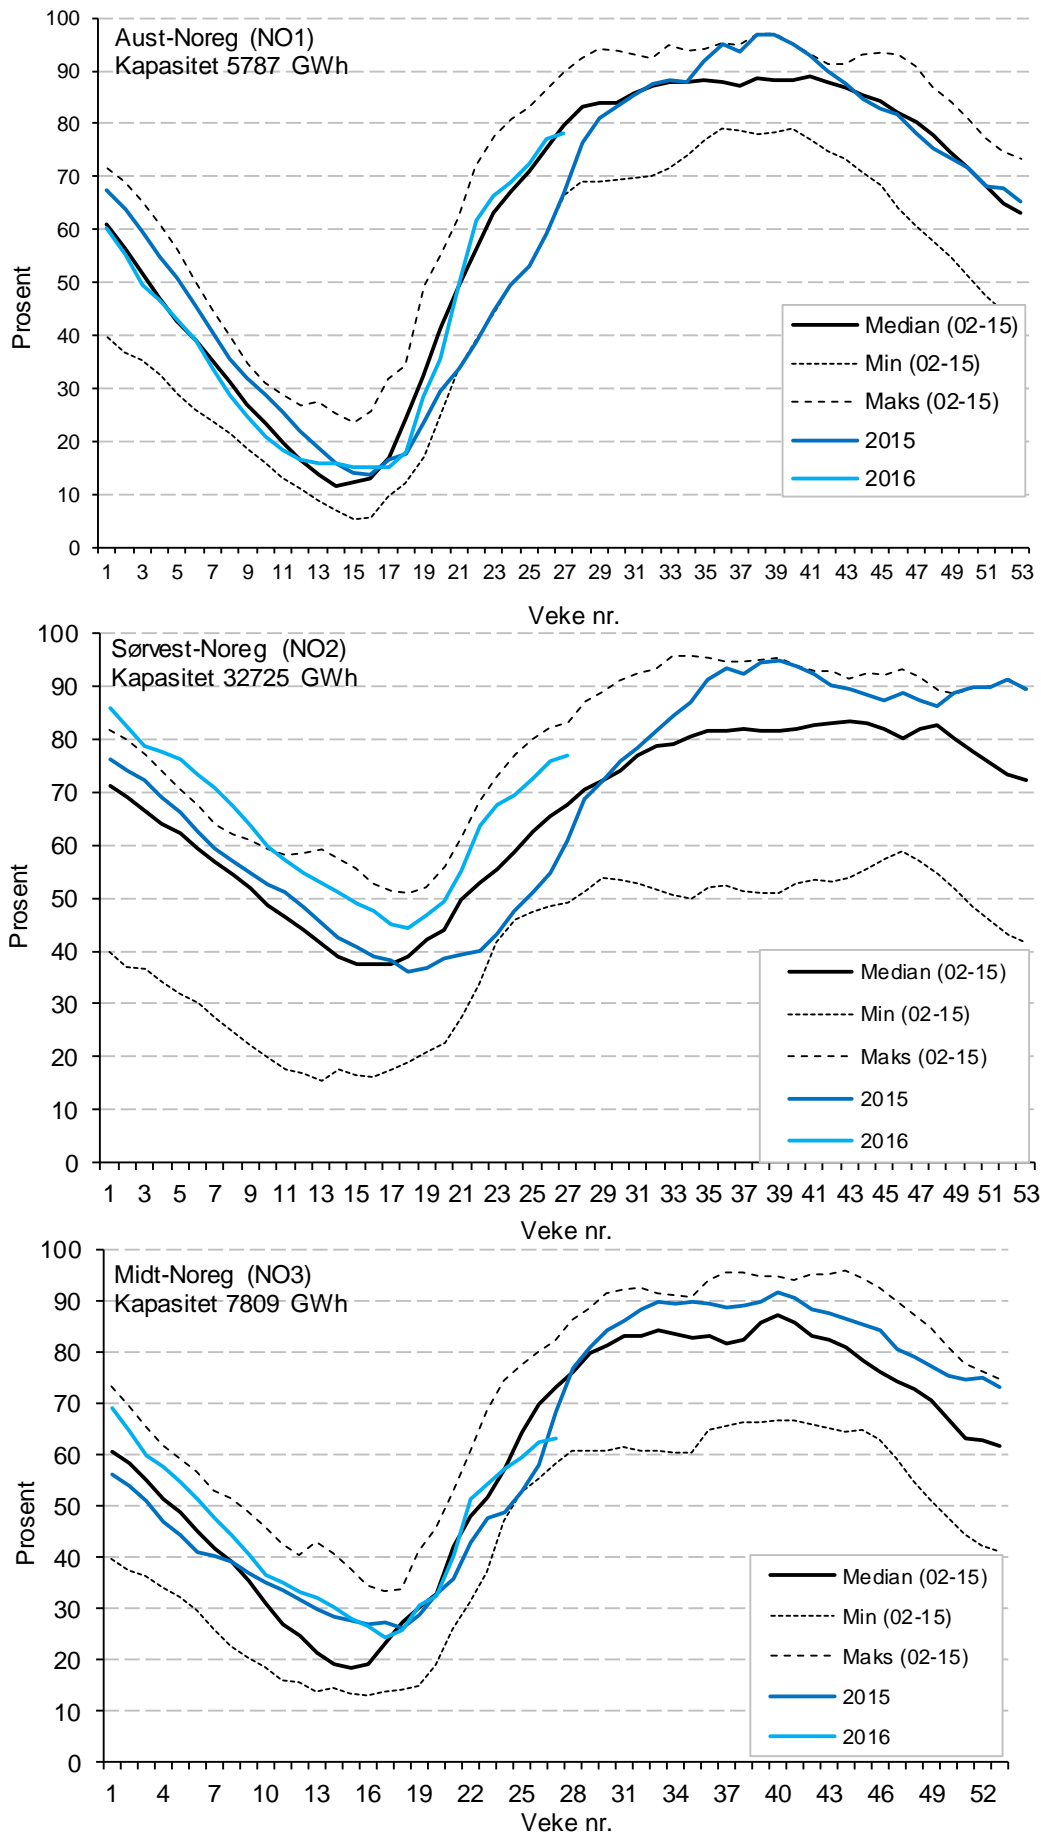 Aust-Noreg (NO1)
Kapasitet 5787 GWh
Prosent
100
90
80
70
60
50
40
30
20
10
0
Median (02-15)
Min (02-15)
Maks (02-15)
2015
2016
1 3 5 7 9 11 13 15 17 19 21 23 25 27 29 31 33 35 37 39 41 43 45 47 49 51 53
Veke nr.
Sørvest-Noreg (NO2)
Kapasitet 32725 GWh
Prosent
100
90
80
70
60
50
40
30
20
10
0
Median (02-15)
Min (02-15)
Maks (02-15)
2015
2016
1 3 5 7 9 11 13 15 17 19 21 23 25 27 29 31 33 35 37 39 41 43 45 47 49 51 53
Veke nr.
Midt-Noreg (NO3)
Kapasitet 7809 GWh
Prosent
100
90
80
70
60
50
40
30
20
10
0
Median (02-15)
Min (02-15)
Maks (02-15)
2015
2016
1 4 7 10 13 16 19 22 25 28 31 34 37 40 43 46 49 52
Veke nr.